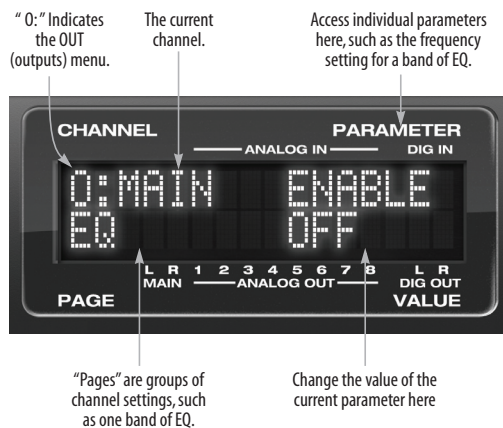 “ O:” Indicates
the OUT
(outputs) menu.
The current
channel.
Access individual parameters
here, such as the frequency
setting for a band of EQ.
CHANNEL
PARAMETER
ANALOG IN
DIG IN
O:MAIN ENABLE
EQ OFF
L R 1 2 3 4 5 6 7 8 L R
MAIN ANALOG OUT DIG OUT
PAGE
VALUE
“Pages” are groups of
channel settings, such
as one band of EQ.
Change the value of the
current parameter here